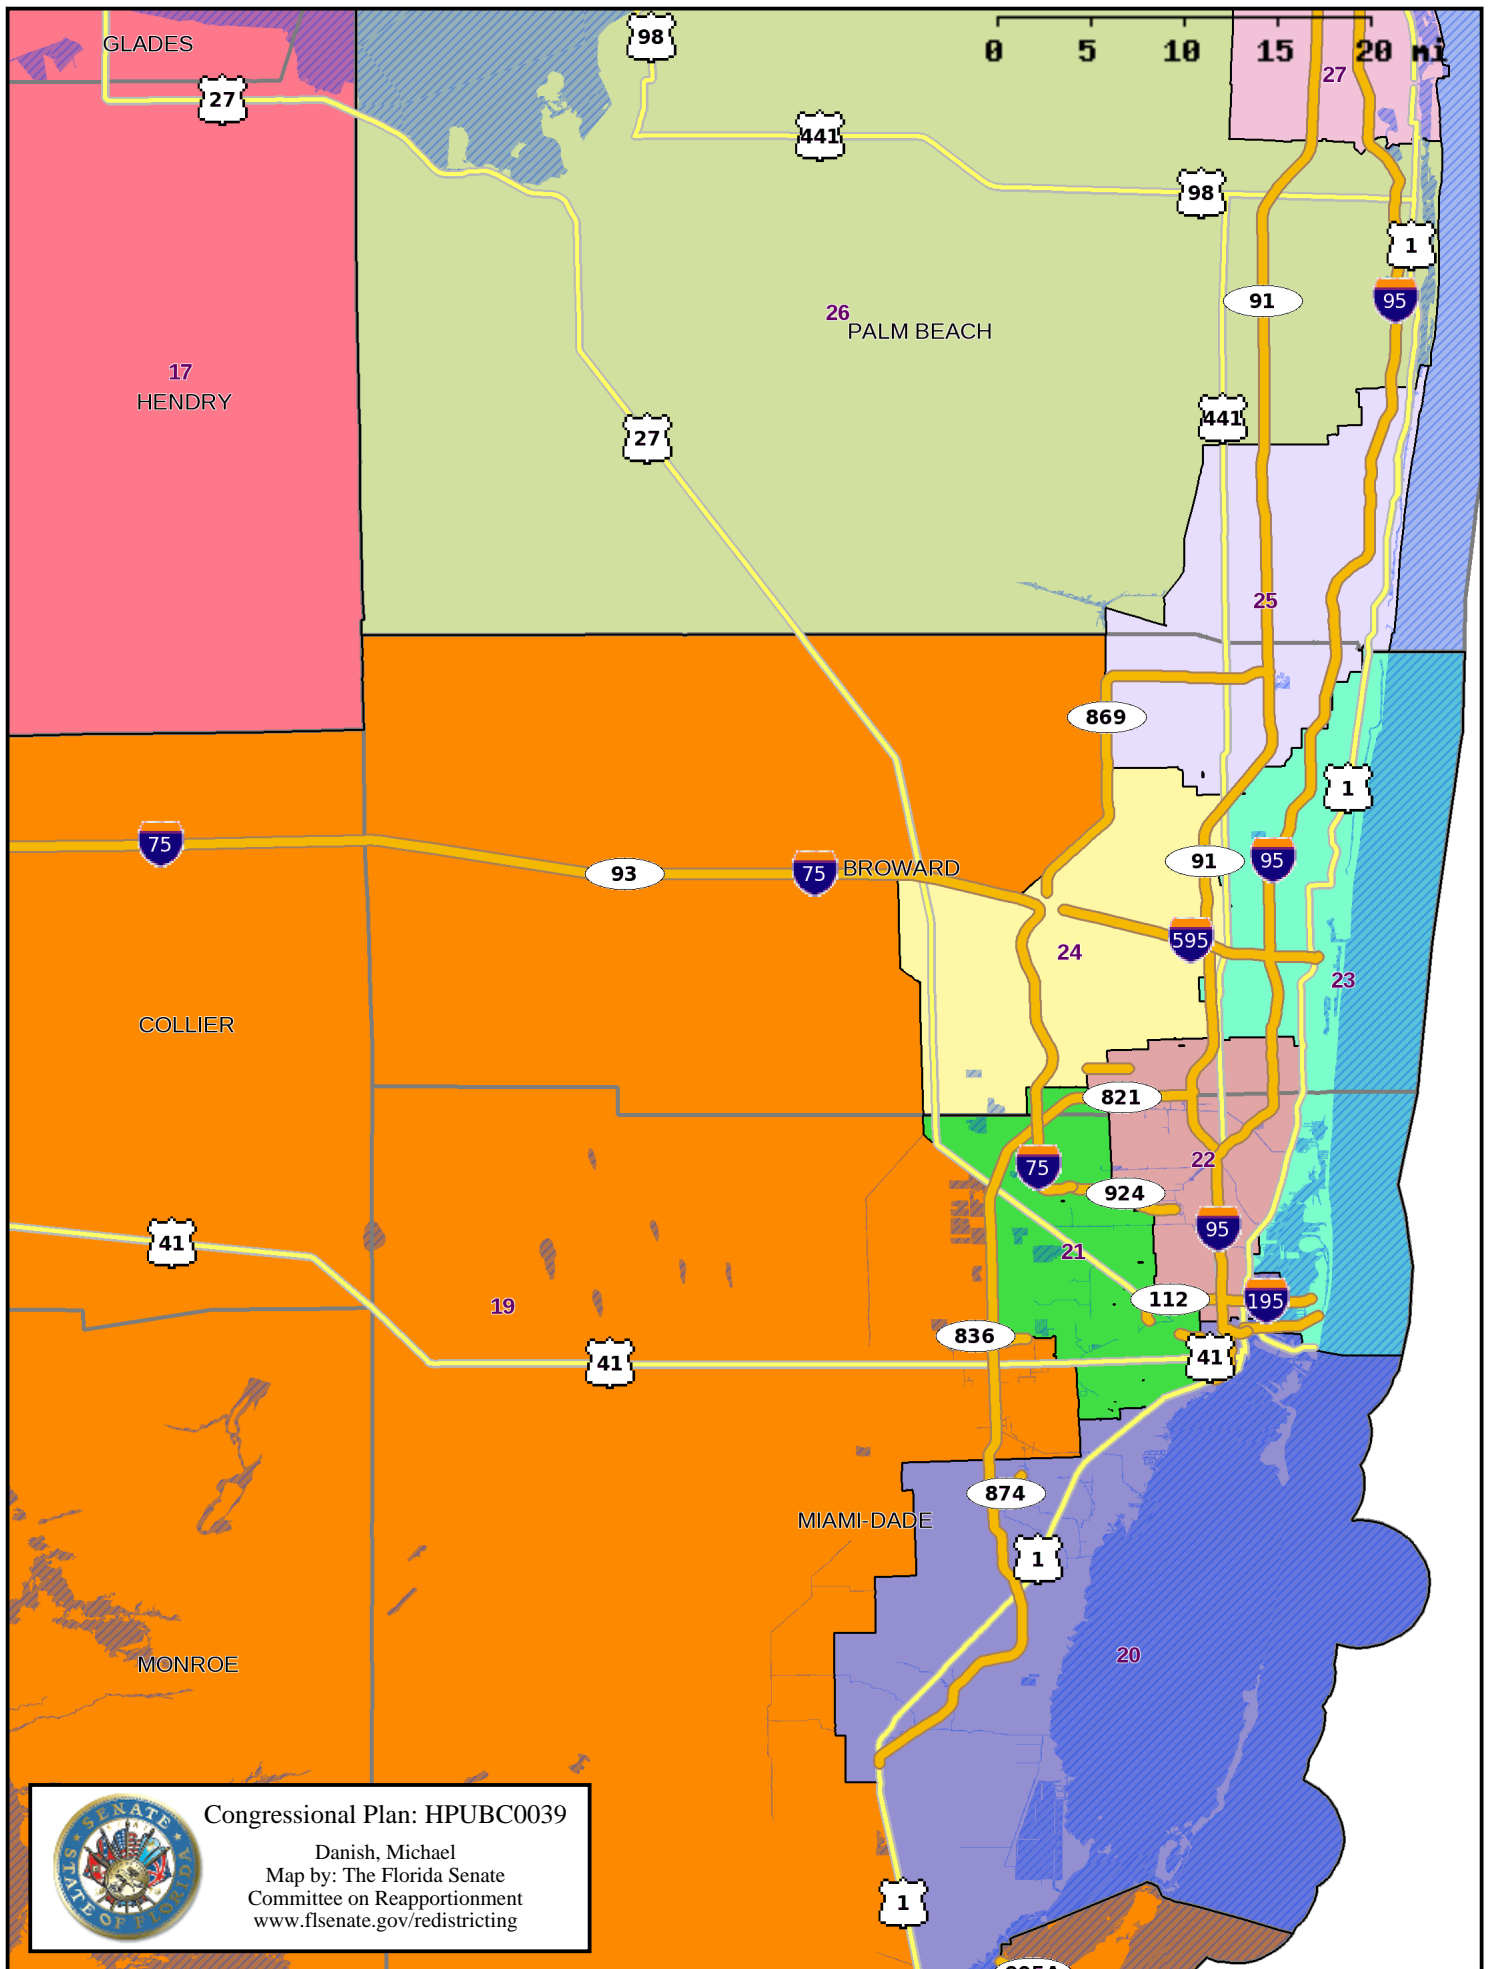 GLADES
98
0 5 10 15 20 mi
27
27
441
98
1
91
95
26
PALM BEACH
17
HENDRY
441
27
25
869
1
75
93
75
BROWARD
91
95
595
24
23
COLLIER
821
22
75
924
95
41
21
112
195
19
836
41
41
874
MIAMI-DADE
1
20
MONROE
SENATE
STATE OF FLORIDA
Congressional Plan: HPUBC0039
Danish, Michael
Map by: The Florida Senate
Committee on Reapportionment
www.flsenate.gov/redistricting
1